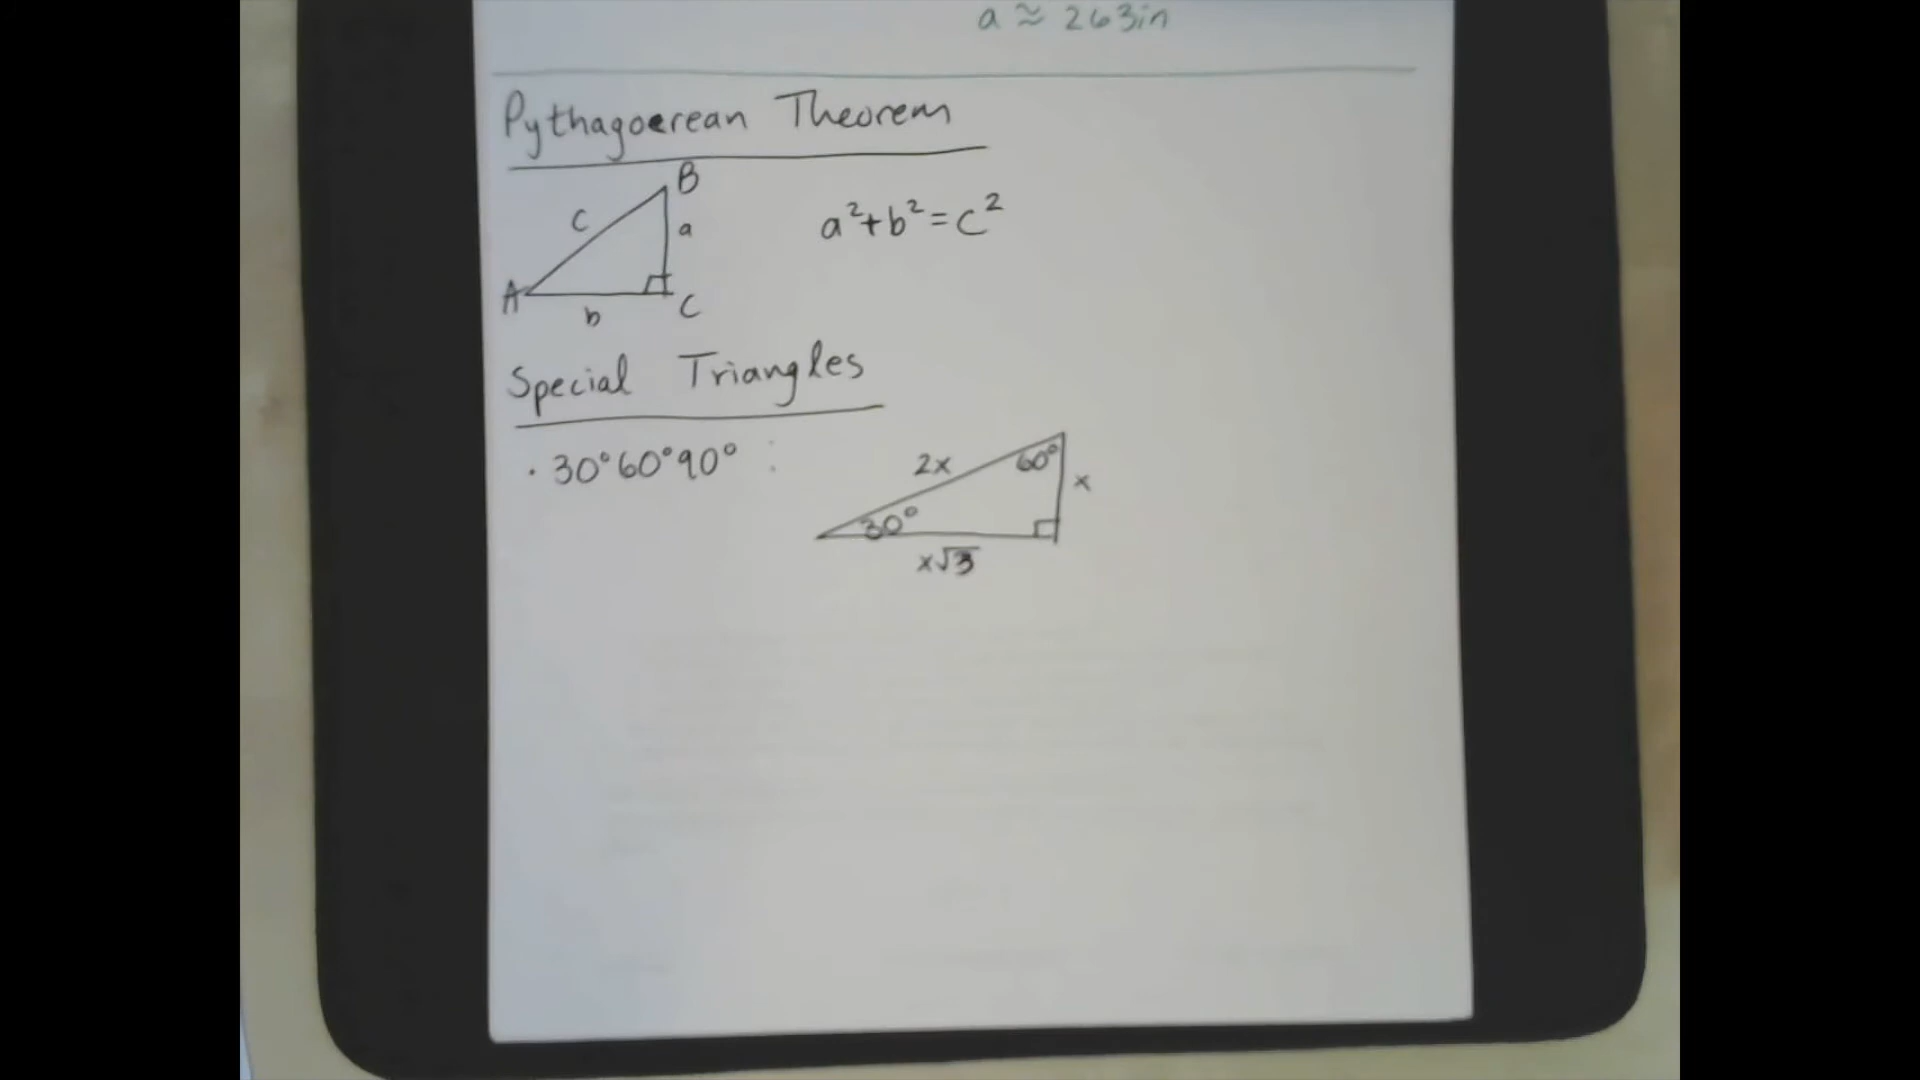 a ≈ 263in
Pythagoerean Theorem
B
c
a
a²+b²=c²
A
b
C
Special Triangles
· 30°60°90° :
2x
60°
x
30°
x√3